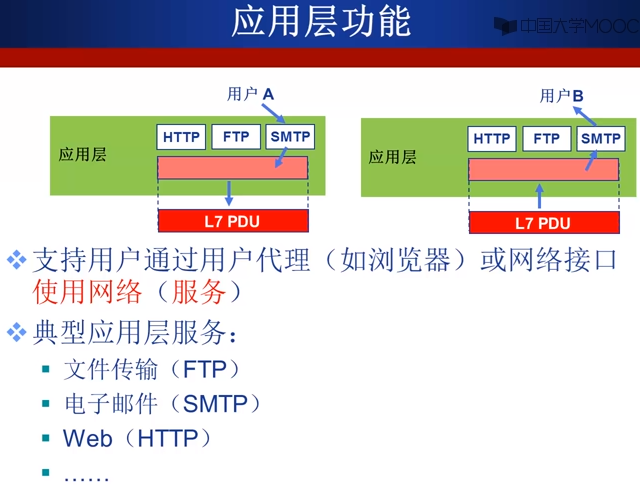 应用层功能
中国大学MOOC
用户 A
HTTP FTP SMTP
应用层
L7 PDU
用户B
HTTP FTP SMTP
应用层
L7 PDU
支持用户通过用户代理（如浏览器）或网络接口
使用网络（服务）
典型应用层服务：
文件传输（FTP）
电子邮件（SMTP）
Web（HTTP）
……